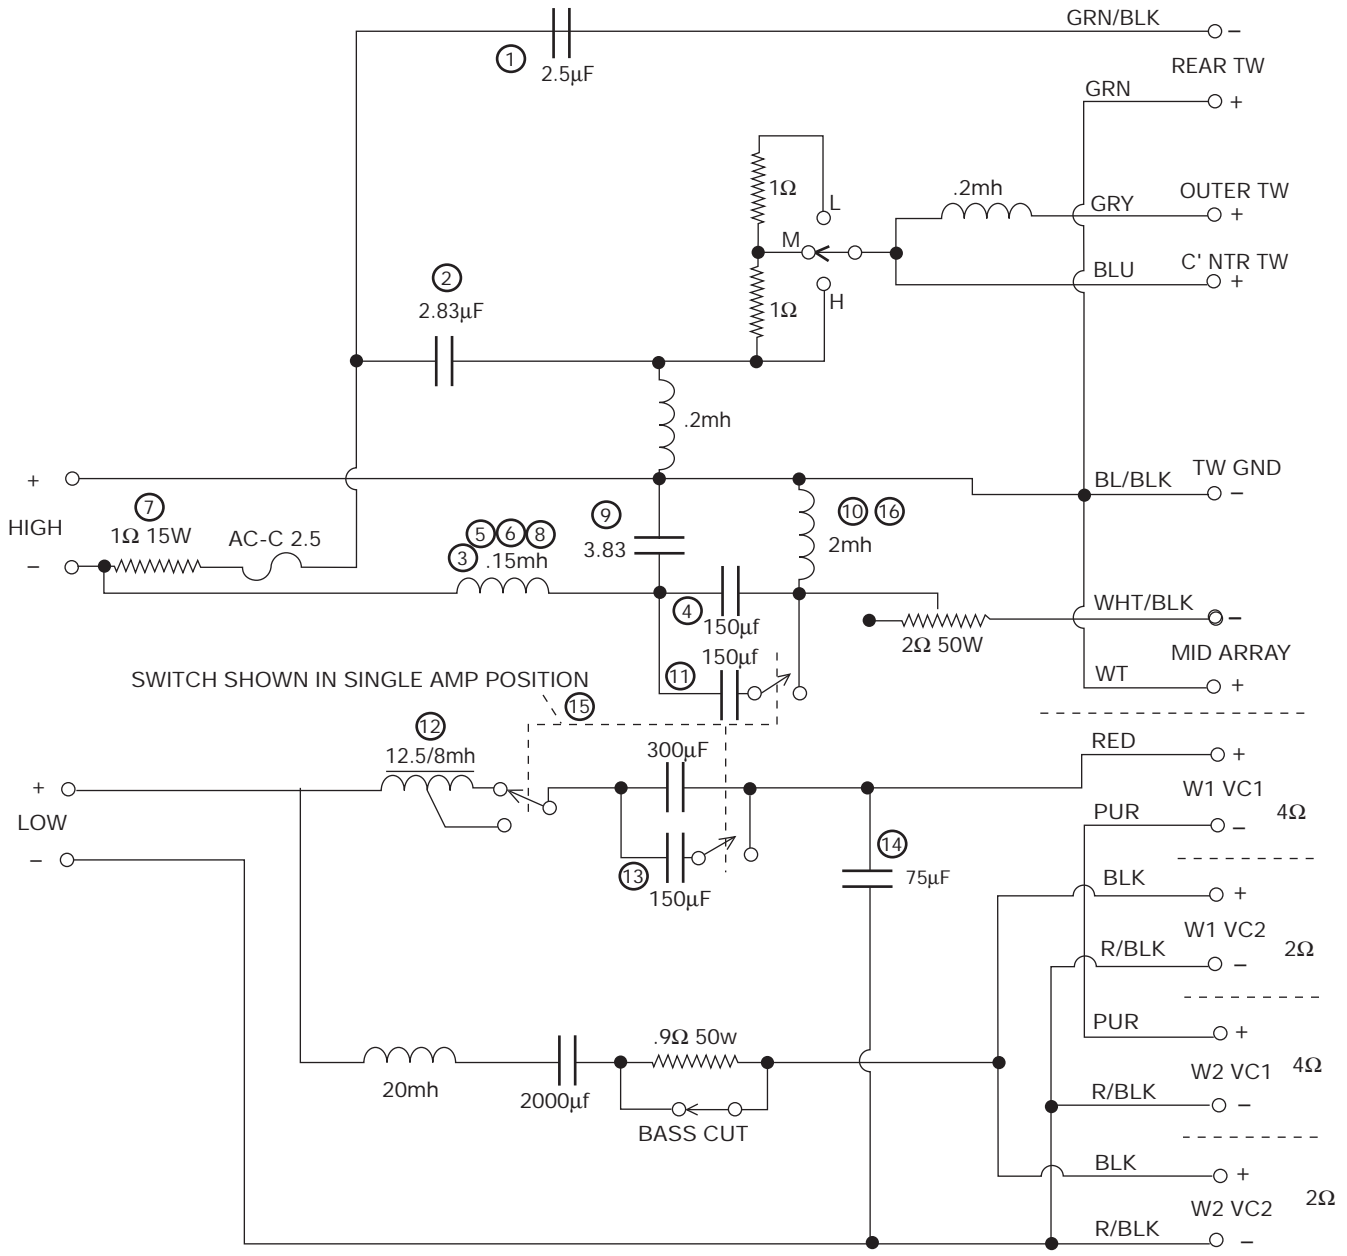 GRN/BLK
−
1
2.5µF
REAR TW
GRN
+
1Ω
L
.2mh
OUTER TW
GRY
+
M
C' NTR TW
BLU
+
2
2.83µF
1Ω
H
.2mh
+
TW GND
BL/BLK
−
HIGH
7
1Ω 15W
AC-C 2.5
5 6 8
3 .15mh
9
3.83
10 16
2mh
−
4
150µf
WHT/BLK
−
2Ω 50W
150µf
11
MID ARRAY
WT
+
SWITCH SHOWN IN SINGLE AMP POSITION
15
12
12.5/8mh
300µF
RED
+
+
LOW
−
W1 VC1
4Ω
PUR
−
13
150µF
14
75µF
BLK
+
W1 VC2
2Ω
R/BLK
−
PUR
+
.9Ω 50w
20mh
2000µf
BASS CUT
W2 VC1
4Ω
R/BLK
−
BLK
+
W2 VC2
2Ω
R/BLK
−